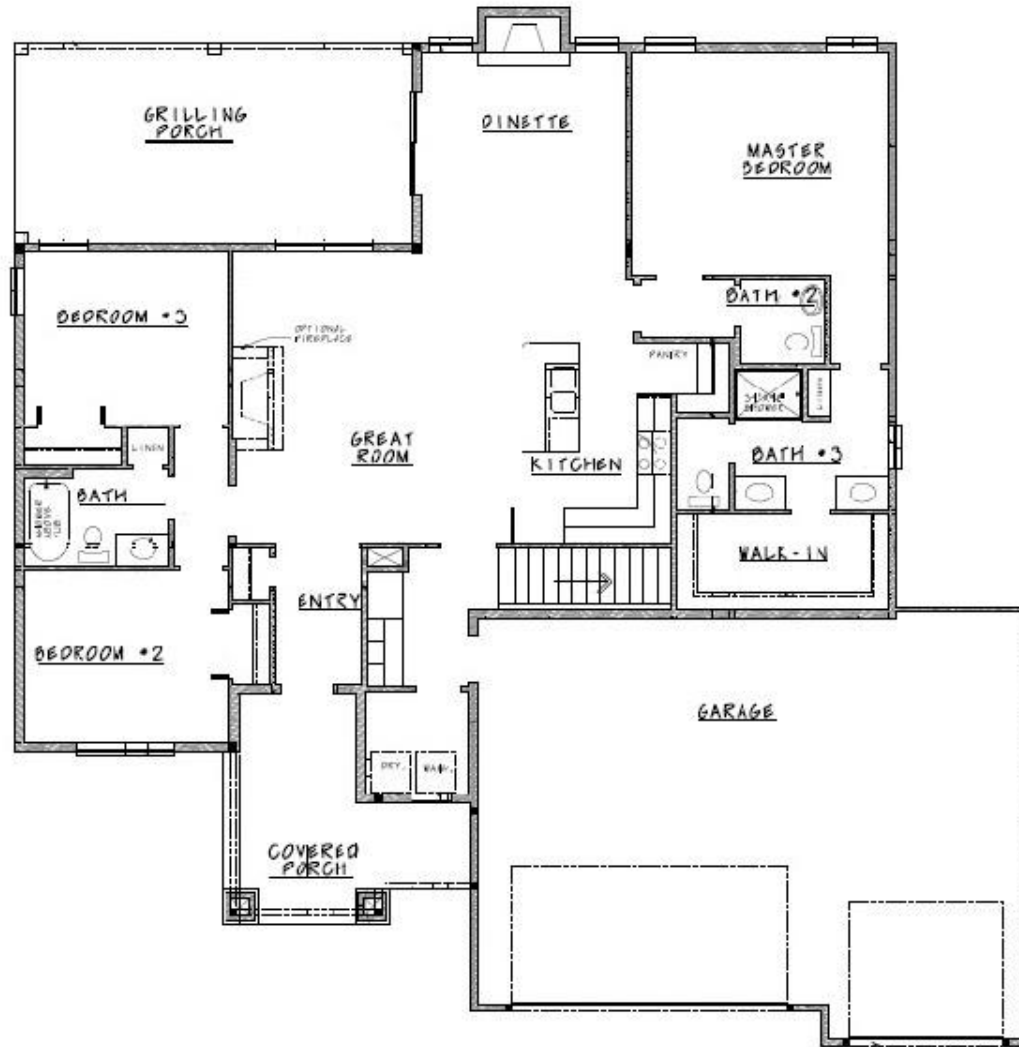 GRILLING
PORCH
DINETTE
MASTER
BEDROOM
BEDROOM #3
BATH #2
OPTIONAL
FIREPLACE
PANTRY
LINEN
GREAT
ROOM
KITCHEN
LINEN
BATH #3
BATH
WALK-IN
ENTRY
BEDROOM #2
GARAGE
DRY.
WASH.
COVERED
PORCH